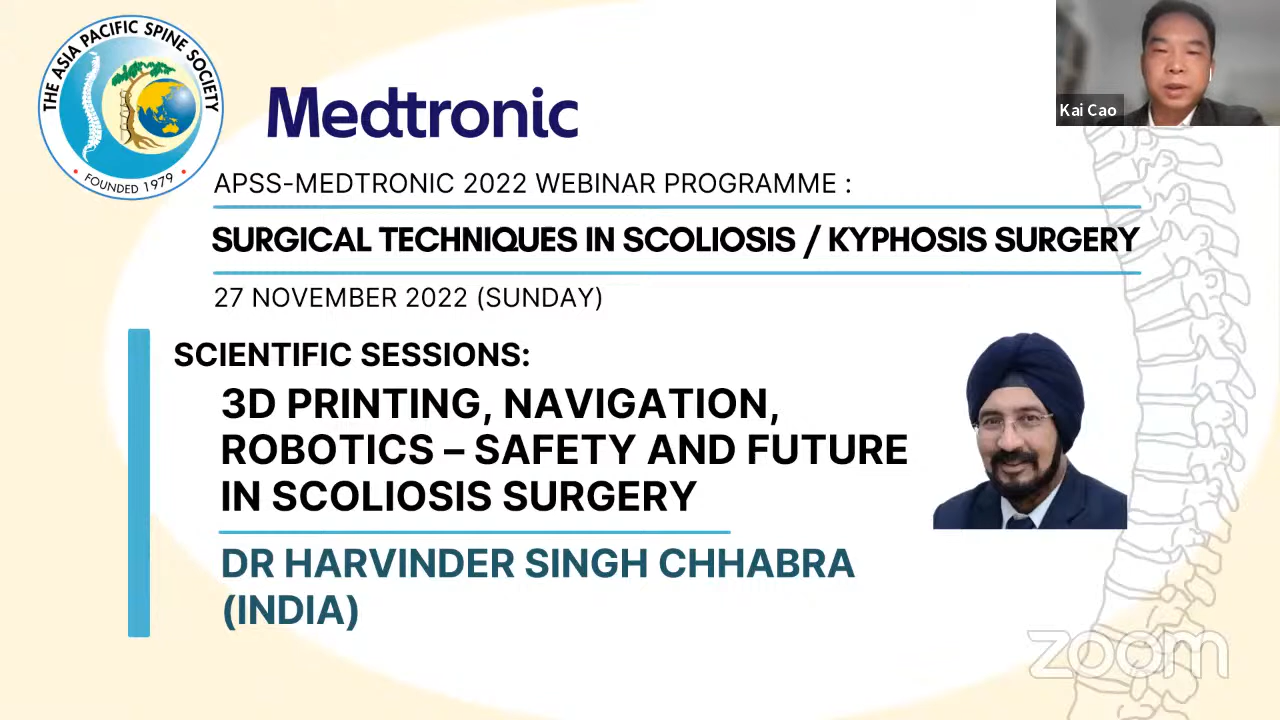 THE ASIA PACIFIC SPINE SOCIETY
FOUNDED 1979
Medtronic
Kai Cao
APSS-MEDTRONIC 2022 WEBINAR PROGRAMME :
SURGICAL TECHNIQUES IN SCOLIOSIS / KYPHOSIS SURGERY
27 NOVEMBER 2022 (SUNDAY)
SCIENTIFIC SESSIONS:
3D PRINTING, NAVIGATION,
ROBOTICS – SAFETY AND FUTURE
IN SCOLIOSIS SURGERY
DR HARVINDER SINGH CHHABRA
(INDIA)
zoom